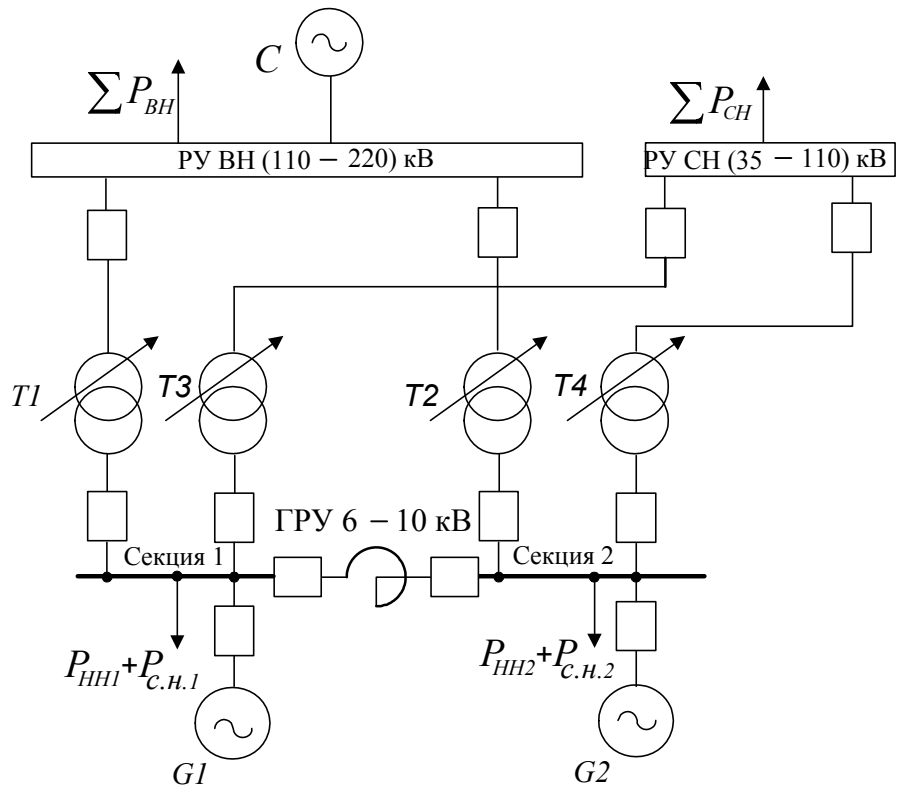 C
∑ P_ВН
∑ P_СН
РУ ВН (110 – 220) кВ
РУ СН (35 – 110) кВ
T1
T3
T2
T4
ГРУ 6 – 10 кВ
Секция 1
Секция 2
P_НН1+P_с.н.1
P_НН2+P_с.н.2
G1
G2